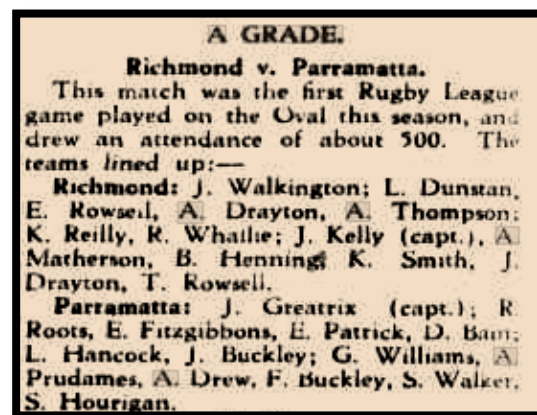 A GRADE.
Richmond v. Parramatta.
This match was the first Rugby League
game played on the Oval this season, and
drew an attendance of about 500. The
teams lined up:—
Richmond: J. Walkington; L. Dunstan,
E. Rowseil, A. Drayton, A. Thompson;
K. Reilly, R. Whallie; J. Kelly (capt.), A.
Matherson, B. Henning; K. Smith, J.
Drayton, T. Rowsell.
Parramatta: J. Greatrix (capt.); R.
Roots, E. Fitzgibbons, E. Patrick, D. Bain;
L. Hancock, J. Buckley; G. Williams, A.
Prudames, A. Drew, F. Buckley, S. Walker,
S. Hourigan.